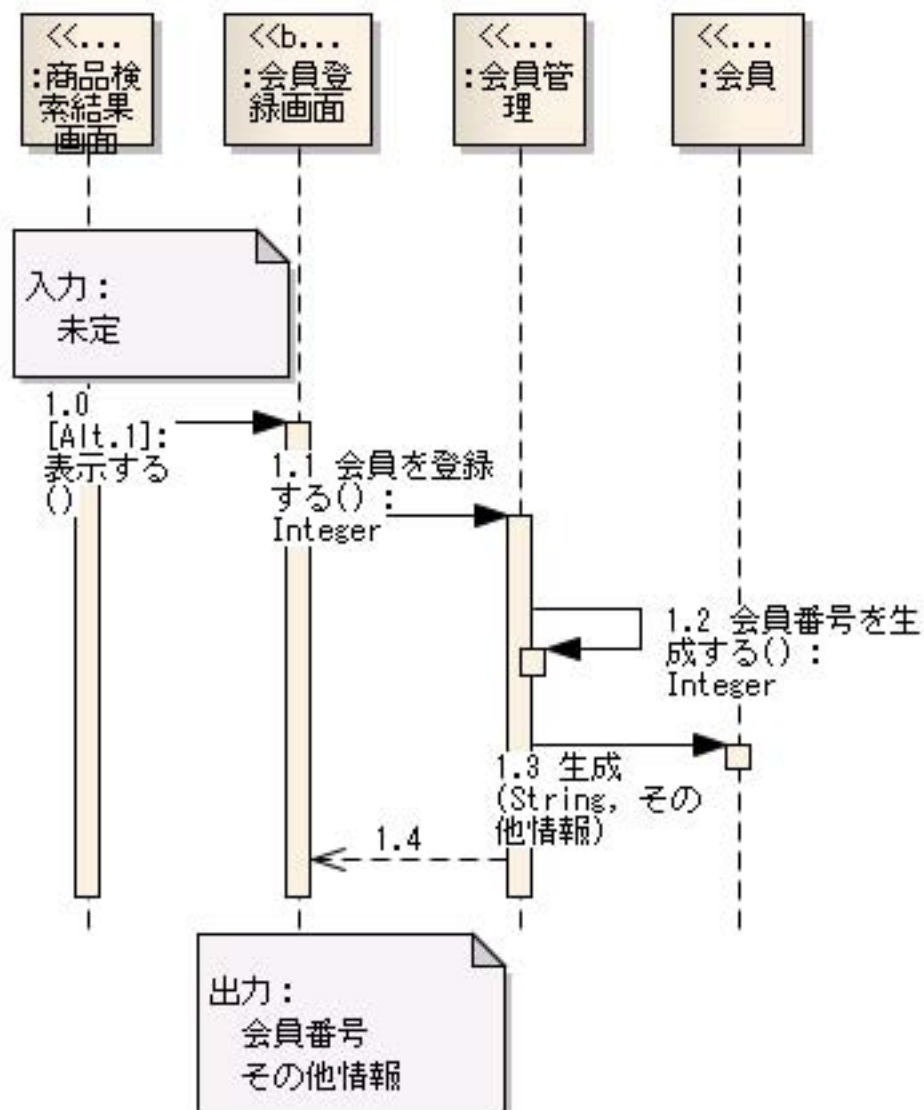 <<...
:商品検
索結果
画面
<<b...
:会員登
録画面
<<...
:会員管
理
<<...
:会員
入力:
未定
1.0
[Alt.1]:
表示する
()
1.1 会員を登録
する() :
Integer
1.2 会員番号を生
成する() :
Integer
1.3 生成
(String, その
他情報)
1.4
出力:
会員番号
その他情報